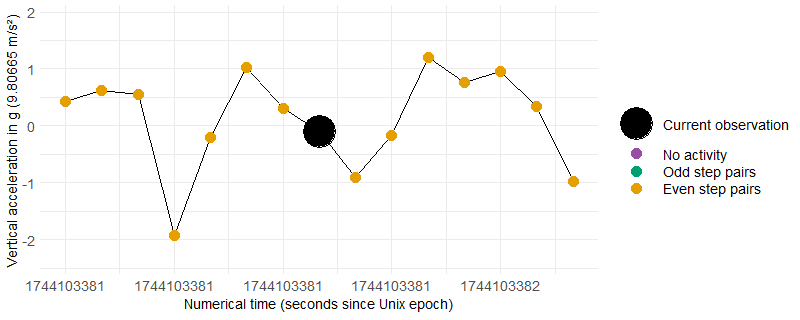 Vertical acceleration in g (9.80665 m/s²)
2
1
0
-1
-2
1744103381 1744103381 1744103381 1744103381 1744103382
Numerical time (seconds since Unix epoch)
Current observation
No activity
Odd step pairs
Even step pairs